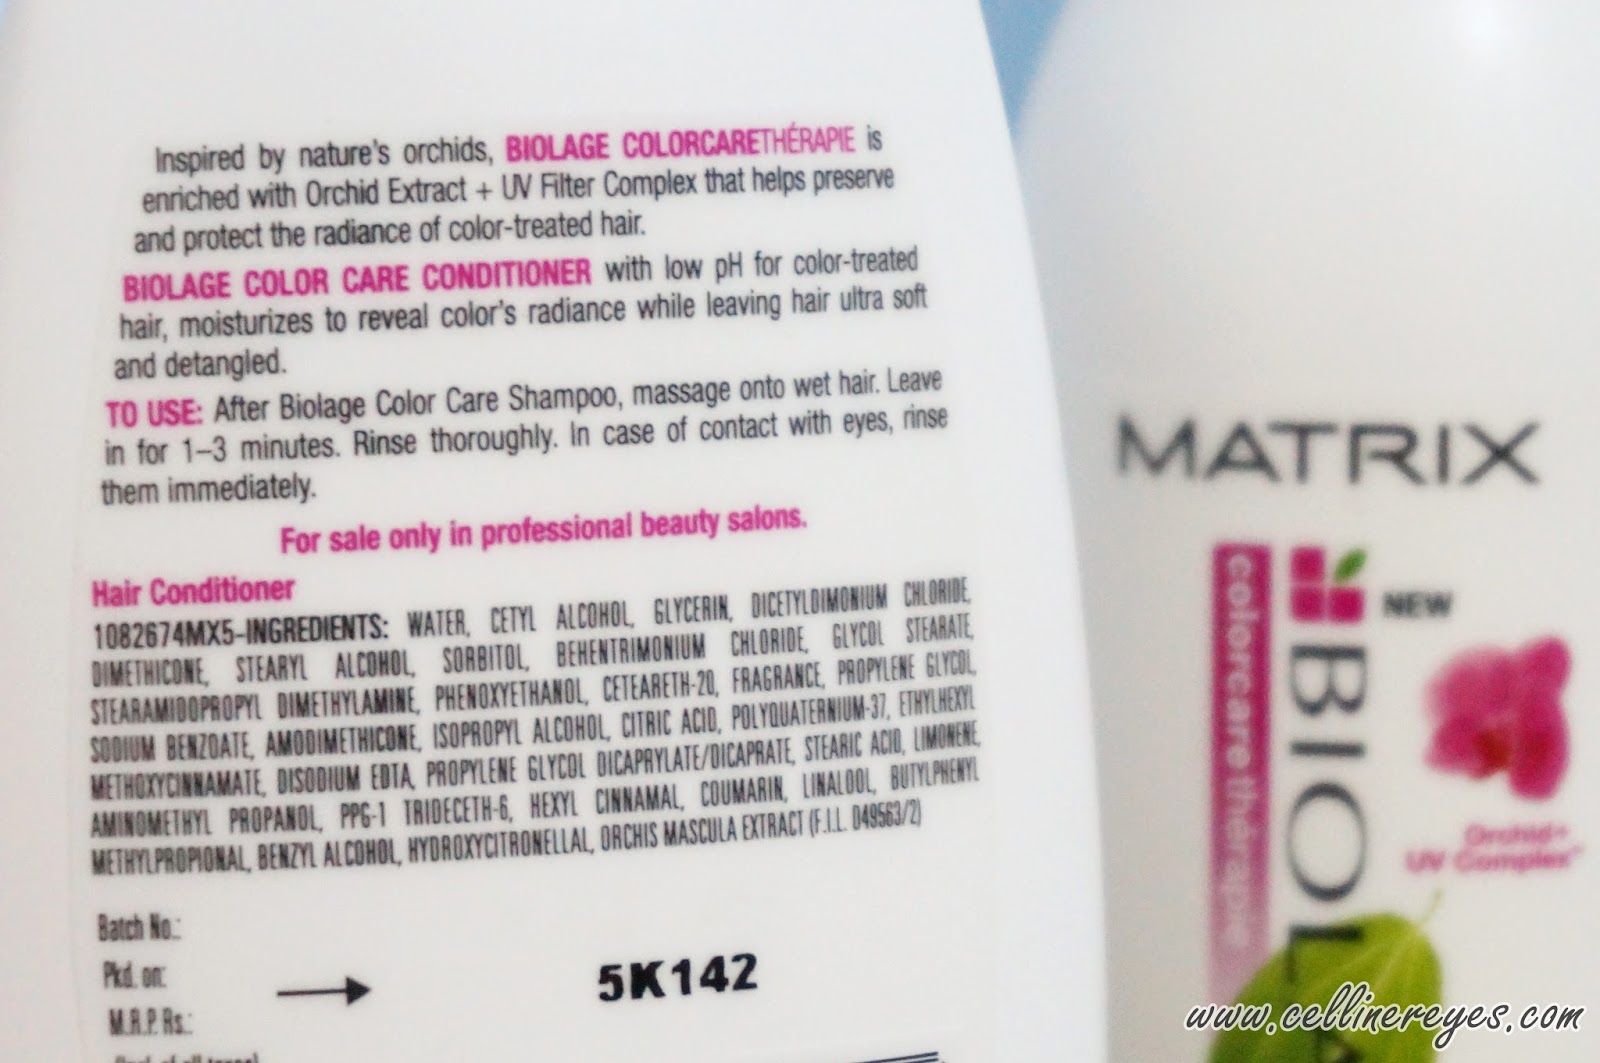 Inspired by nature's orchids, BIOLAGE COLORCARETHÉRAPIE is
enriched with Orchid Extract + UV Filter Complex that helps preserve
and protect the radiance of color-treated hair.
BIOLAGE COLOR CARE CONDITIONER with low pH for color-treated
hair, moisturizes to reveal color's radiance while leaving hair ultra soft
and detangled.
TO USE: After Biolage Color Care Shampoo, massage onto wet hair. Leave
in for 1–3 minutes. Rinse thoroughly. In case of contact with eyes, rinse
them immediately.
For sale only in professional beauty salons.
Hair Conditioner
1082674MX5-INGREDIENTS: WATER, CETYL ALCOHOL, GLYCERIN, DICETYLDIMONIUM CHLORIDE,
DIMETHICONE, STEARYL ALCOHOL, SORBITOL, BEHENTRIMONIUM CHLORIDE, GLYCOL STEARATE,
STEARAMIDOPROPYL DIMETHYLAMINE, PHENOXYETHANOL, CETEARETH-20, FRAGRANCE, PROPYLENE GLYCOL,
SODIUM BENZOATE, AMODIMETHICONE, ISOPROPYL ALCOHOL, CITRIC ACID, POLYQUATERNIUM-37, ETHYLHEXYL
METHOXYCINNAMATE, DISODIUM EDTA, PROPYLENE GLYCOL DICAPRYLATE/DICAPRATE, STEARIC ACID, LIMONENE,
AMINOMETHYL PROPANOL, PPG-1 TRIDECETH-6, HEXYL CINNAMAL, COUMARIN, LINALOOL, BUTYLPHENYL
METHYLPROPIONAL, BENZYL ALCOHOL, HYDROXYCITRONELLAL, ORCHIS MASCULA EXTRACT (F.I.L. D49563/2)
Batch No.:
Pkd. on:
M.R.P. Rs.:
5K142
MATRIX
colorcare thérapie
BIOL
NEW
Orchid+
UV Complex
www.cellinereyes.com